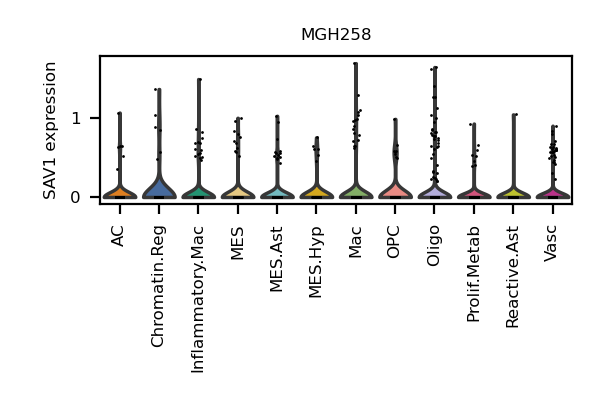 MGH258
SAV1 expression
1
0
AC
Chromatin.Reg
Inflammatory.Mac
MES
MES.Ast
MES.Hyp
Mac
OPC
Oligo
Prolif.Metab
Reactive.Ast
Vasc